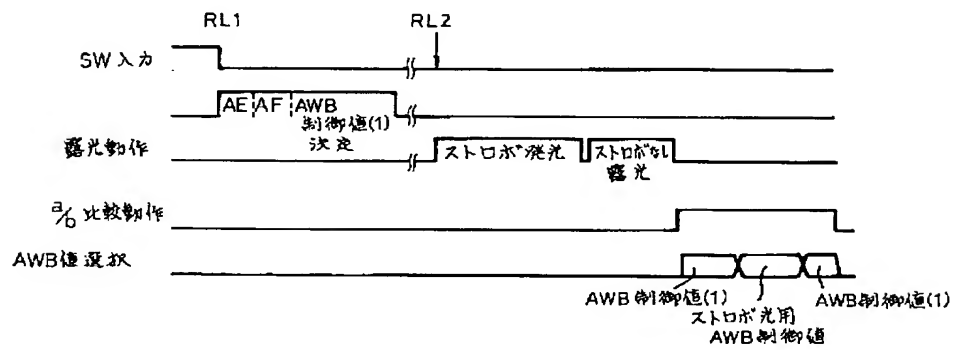 RL1 RL2
SW入力
AE AF AWB
制御値(1)
決定
露光動作
ストロボ発光
ストロボなし
露光
a/b 比較動作
AWB値選択
AWB制御値(1)
ストロボ光用
AWB制御値
AWB制御値(1)